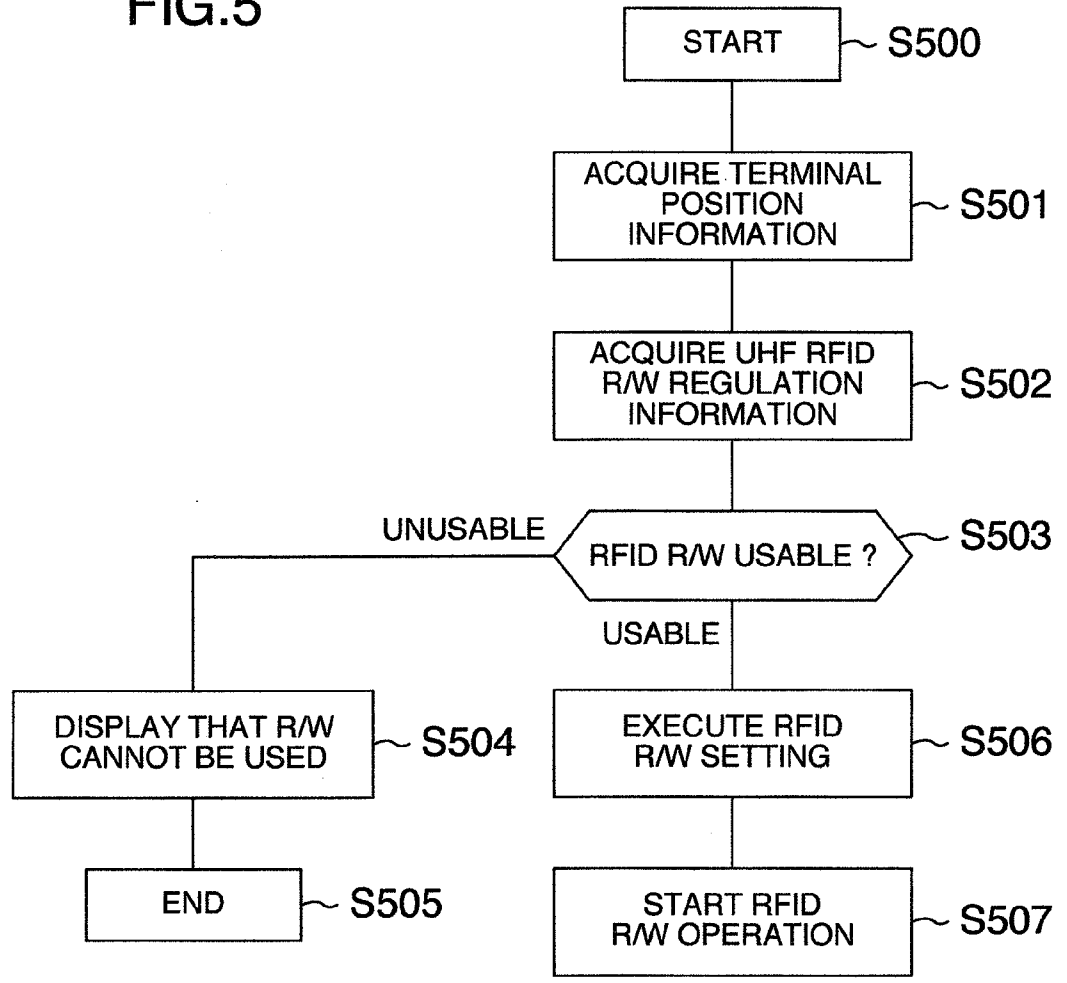 FIG.5
START
S500
ACQUIRE TERMINAL
POSITION
INFORMATION
S501
ACQUIRE UHF RFID
R/W REGULATION
INFORMATION
S502
UNUSABLE
RFID R/W USABLE ?
S503
USABLE
DISPLAY THAT R/W
CANNOT BE USED
S504
EXECUTE RFID
R/W SETTING
S506
END
S505
START RFID
R/W OPERATION
S507